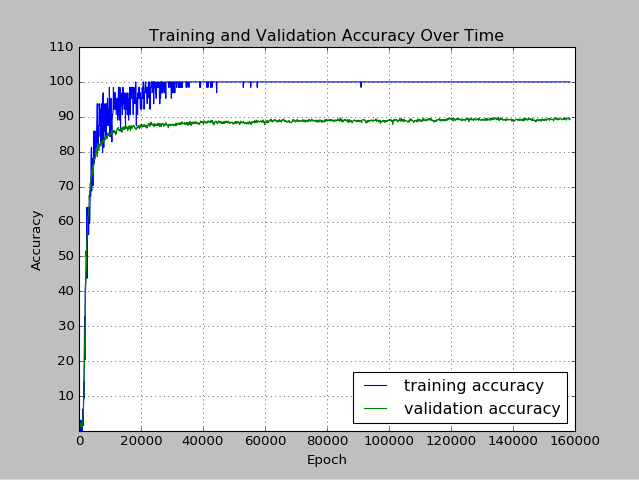 Training and Validation Accuracy Over Time
110
100
90
80
70
60
50
40
30
20
10
Accuracy
training accuracy
validation accuracy
0 20000 40000 60000 80000 100000 120000 140000 160000
Epoch